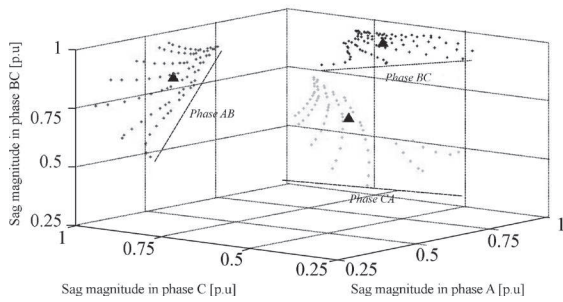 Sag magnitude in phase BC [p.u]
1
0.75
0.5
0.25
Phase AB
Phase BC
Phase CA
1
0.75
0.5
0.25
0.25
0.5
0.75
1
Sag magnitude in phase C [p.u]
Sag magnitude in phase A [p.u]